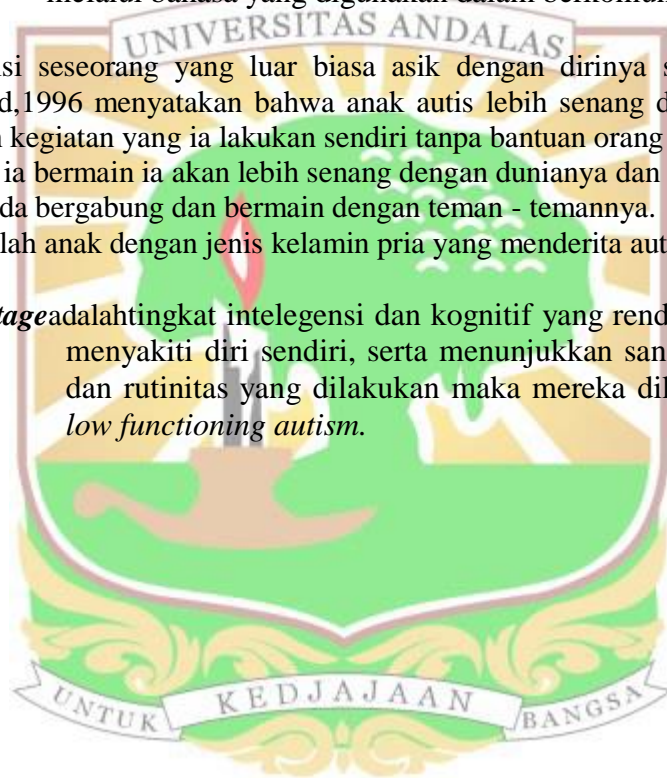 melalui bahasa yang digunakan dalam berkomun
UNIVERSITAS ANDALAS
si seseorang yang luar biasa asik dengan dirinya s
d,1996 menyatakan bahwa anak autis lebih senang d
kegiatan yang ia lakukan sendiri tanpa bantuan orang
ia bermain ia akan lebih senang dengan dunianya dan
da bergabung dan bermain dengan teman - temannya.
lah anak dengan jenis kelamin pria yang menderita aut
tageadalahtingkat intelegensi dan kognitif yang rend
menyakiti diri sendiri, serta menunjukkan san
dan rutinitas yang dilakukan maka mereka dil
low functioning autism.
UNTUK KEDJAJAAN BANGSA